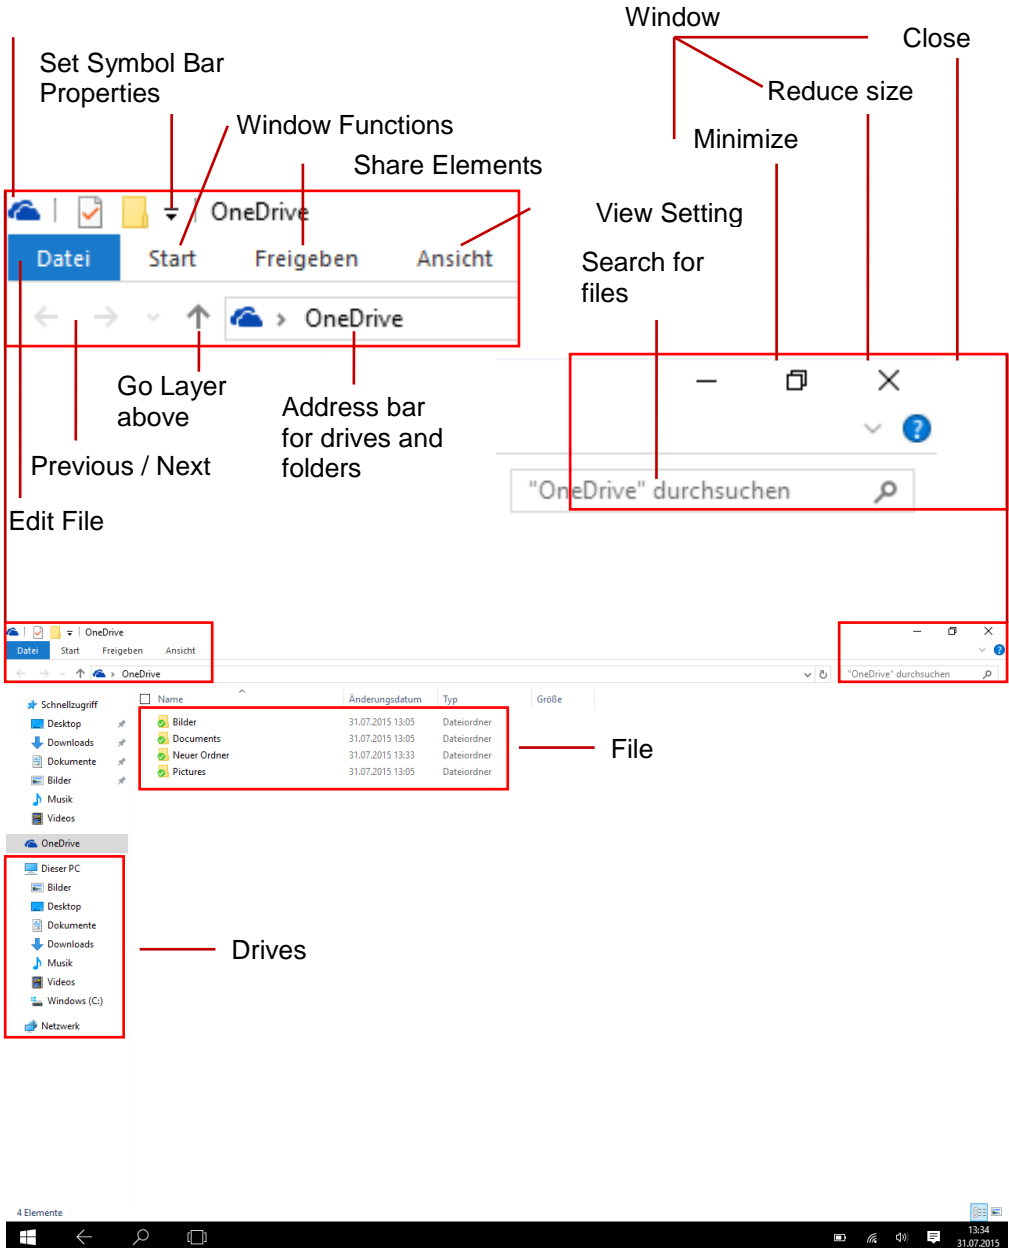 Window
Close
Set Symbol Bar
Properties
Reduce size
Window Functions
Minimize
Share Elements
OneDrive
View Setting
Datei Start Freigeben Ansicht
Search for
files
> OneDrive
Go Layer
above
Address bar
for drives and
folders
?
Previous / Next
"OneDrive" durchsuchen
Edit File
OneDrive
Datei Start Freigeben Ansicht
?
> OneDrive
"OneDrive" durchsuchen
Name Änderungsdatum Typ Größe
Schnellzugriff
Desktop
Downloads
Dokumente
Bilder
Musik
Videos
OneDrive
Bilder 31.07.2015 13:05 Dateiordner
Documents 31.07.2015 13:05 Dateiordner
Neuer Ordner 31.07.2015 13:33 Dateiordner
Pictures 31.07.2015 13:05 Dateiordner
File
Dieser PC
Bilder
Desktop
Dokumente
Downloads
Musik
Videos
Windows (C:)
Netzwerk
Drives
4 Elemente
13:34
31.07.2015